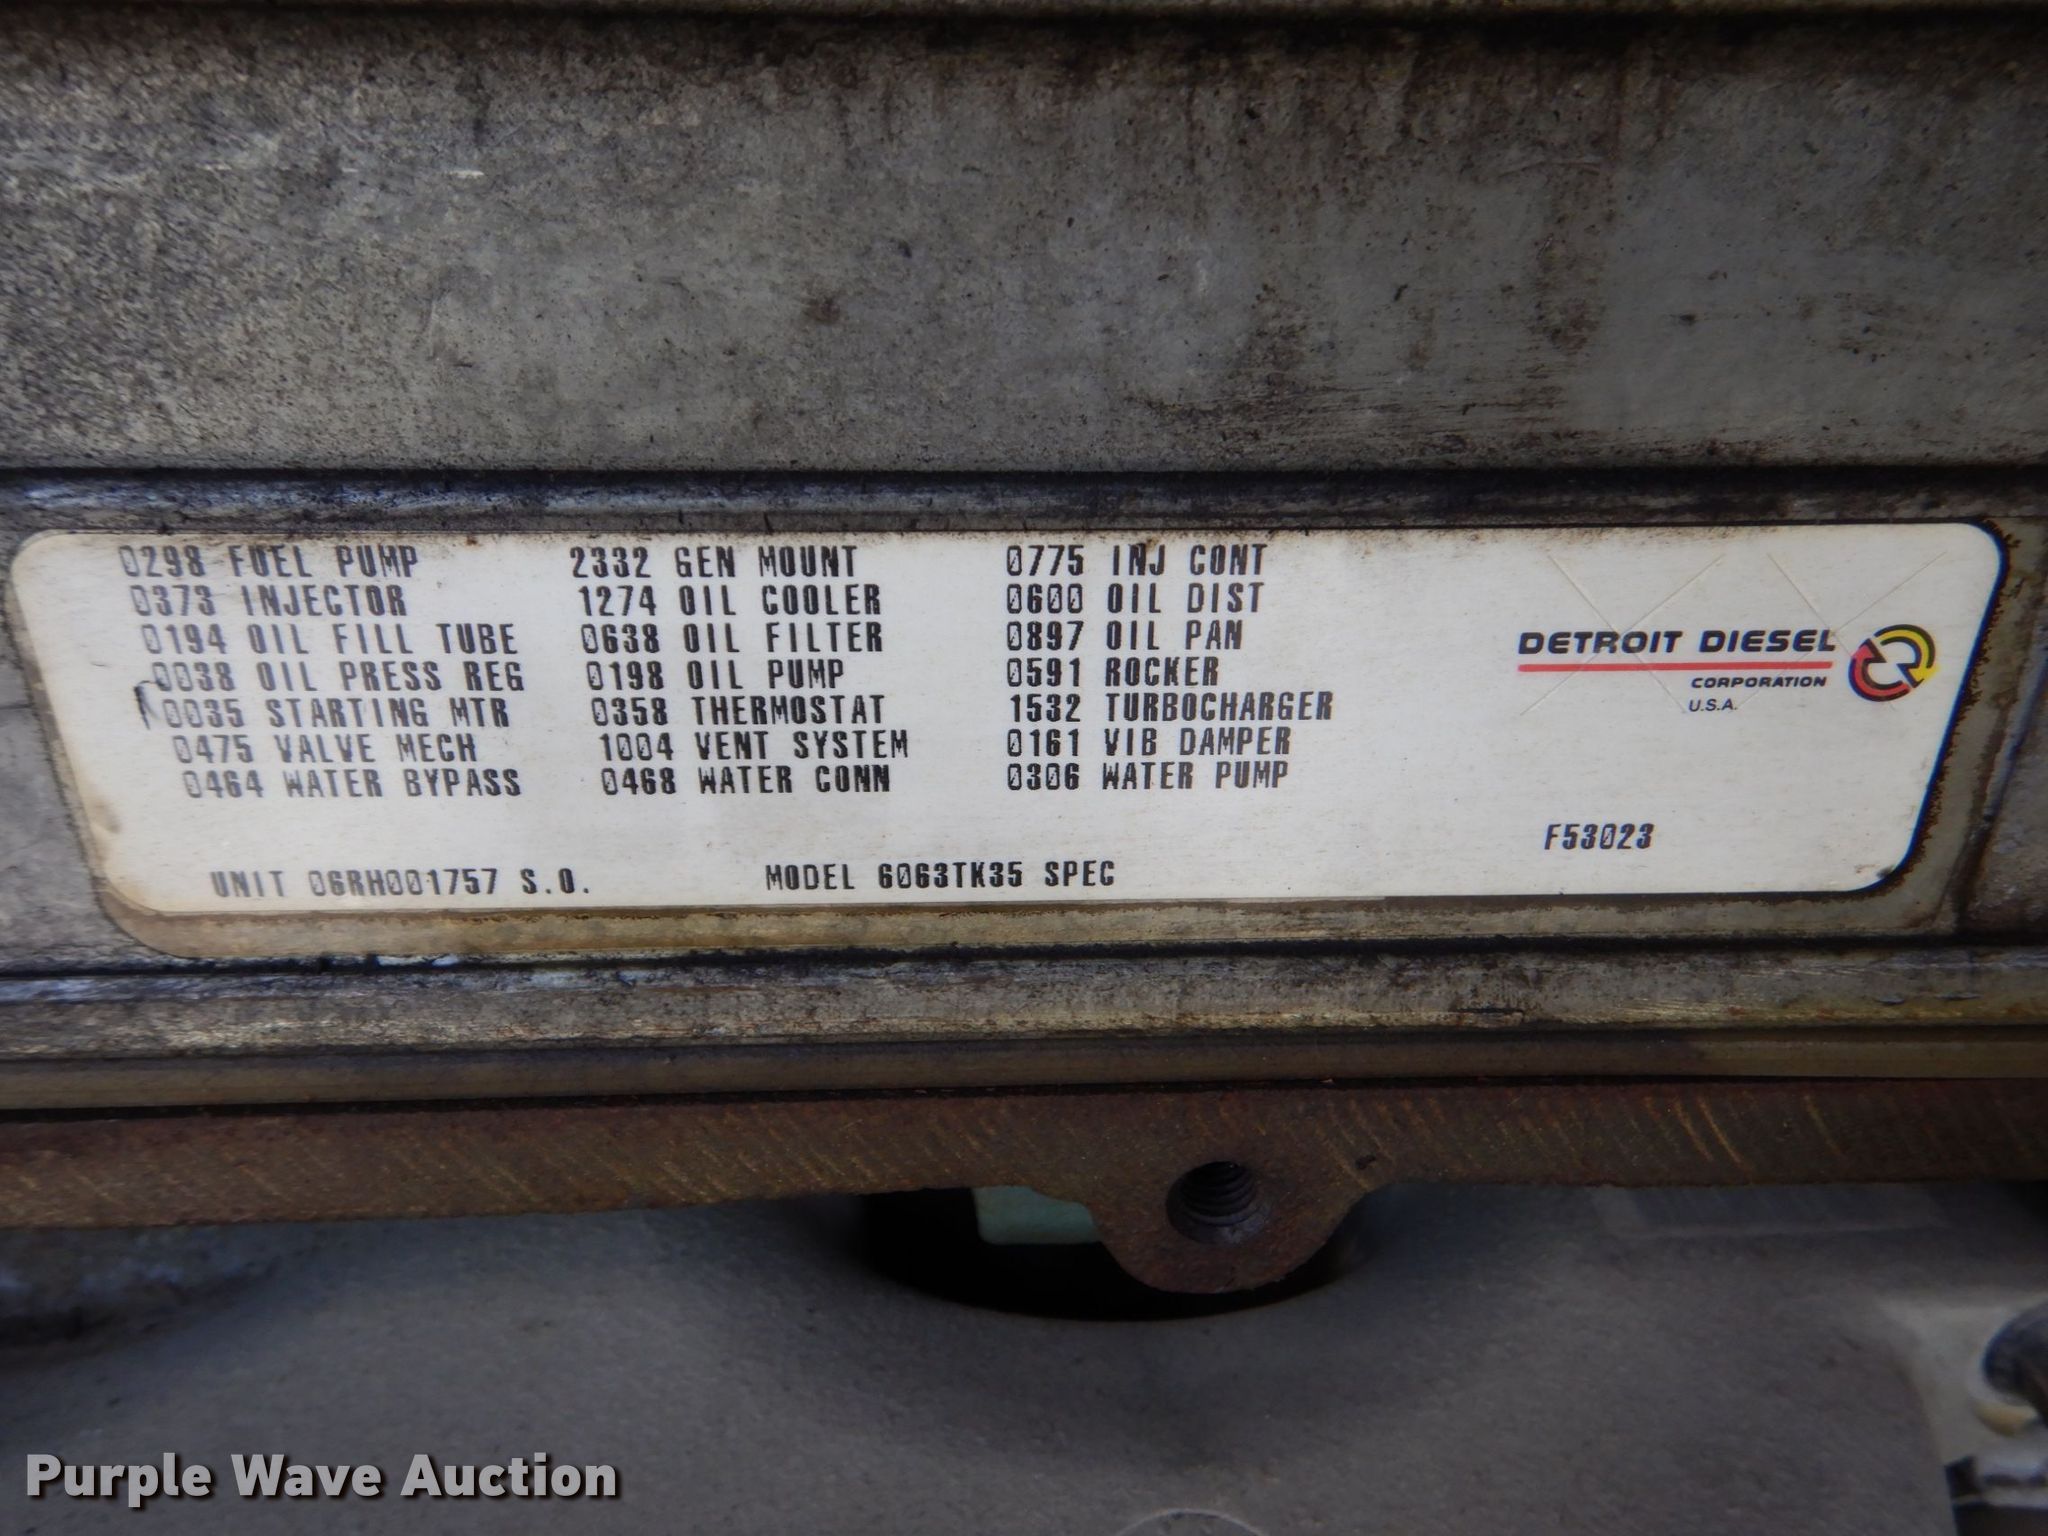 0298 FUEL PUMP 2332 GEN MOUNT 0775 INJ CONT
0373 INJECTOR 1274 OIL COOLER 0600 OIL DIST
0194 OIL FILL TUBE 0638 OIL FILTER 0897 OIL PAN
0038 OIL PRESS REG 0198 OIL PUMP 0591 ROCKER
0035 STARTING MTR 0358 THERMOSTAT 1532 TURBOCHARGER
0475 VALVE MECH 1004 VENT SYSTEM 0161 VIB DAMPER
0464 WATER BYPASS 0468 WATER CONN 0306 WATER PUMP
DETROIT DIESEL
CORPORATION
U.S.A.
F53023
UNIT 06RH001757 S.O. MODEL 6063TK35 SPEC
Purple Wave Auction